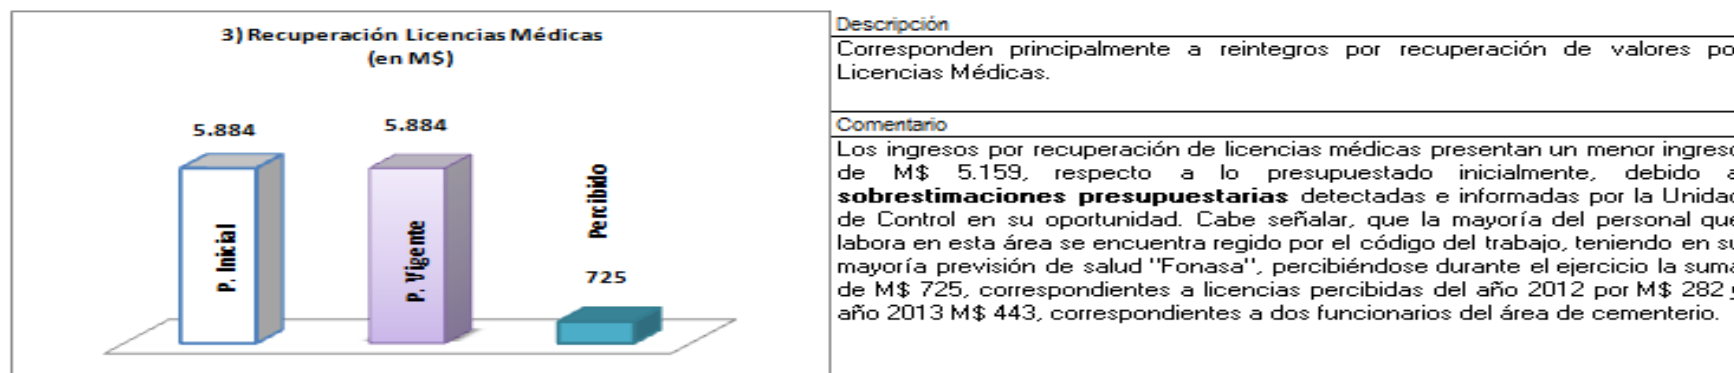 3) Recuperación Licencias Médicas
(en M$)
5.884
5.884
Percibido
P. Inicial
P. Vigente
725
Descripción
Corresponden principalmente a reintegros por recuperación de valores po
Licencias Médicas.
Comentario
Los ingresos por recuperación de licencias médicas presentan un menor ingreso
de M$ 5.159, respecto a lo presupuestado inicialmente, debido a
sobrestimaciones presupuestarias detectadas e informadas por la Unidad
de Control en su oportunidad. Cabe señalar, que la mayoría del personal que
labora en esta área se encuentra regido por el código del trabajo, teniendo en su
mayoría previsión de salud "Fonasa", percibiéndose durante el ejercicio la suma
de M$ 725, correspondientes a licencias percibidas del año 2012 por M$ 282 y
año 2013 M$ 443, correspondientes a dos funcionarios del área de cementerio.